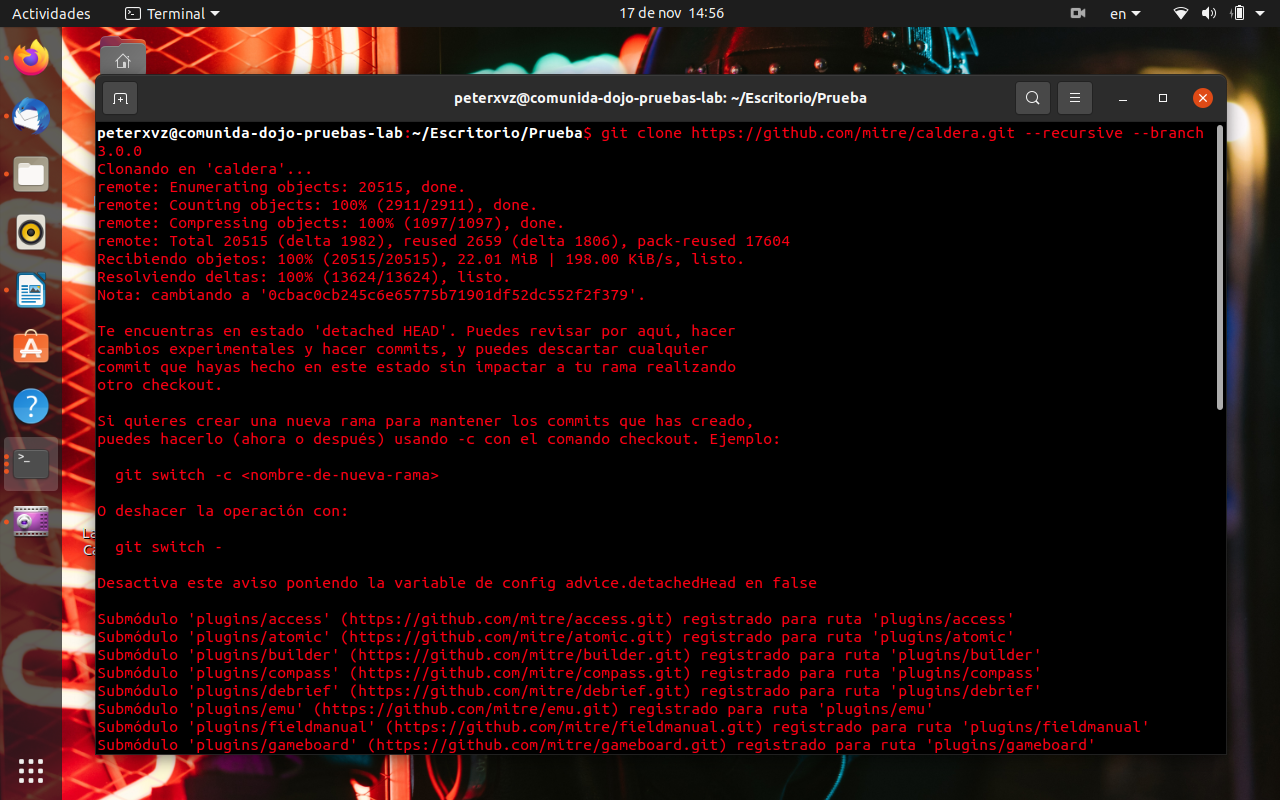 Actividades
Terminal
17 de nov 14:56
en
peterxvz@comunida-dojo-pruebas-lab: ~/Escritorio/Prueba
peterxvz@comunida-dojo-pruebas-lab:~/Escritorio/Prueba$ git clone https://github.com/mitre/caldera.git --recursive --branch
3.0.0
Clonando en 'caldera'...
remote: Enumerating objects: 20515, done.
remote: Counting objects: 100% (2911/2911), done.
remote: Compressing objects: 100% (1097/1097), done.
remote: Total 20515 (delta 1982), reused 2659 (delta 1806), pack-reused 17604
Recibiendo objetos: 100% (20515/20515), 22.01 MiB | 198.00 KiB/s, listo.
Resolviendo deltas: 100% (13624/13624), listo.
Nota: cambiando a '0cbac0cb245c6e65775b71901df52dc552f2f379'.
Te encuentras en estado 'detached HEAD'. Puedes revisar por aquí, hacer
cambios experimentales y hacer commits, y puedes descartar cualquier
commit que hayas hecho en este estado sin impactar a tu rama realizando
otro checkout.
Si quieres crear una nueva rama para mantener los commits que has creado,
puedes hacerlo (ahora o después) usando -c con el comando checkout. Ejemplo:
git switch -c <nombre-de-nueva-rama>
O deshacer la operación con:
git switch -
Desactiva este aviso poniendo la variable de config advice.detachedHead en false
Submódulo 'plugins/access' (https://github.com/mitre/access.git) registrado para ruta 'plugins/access'
Submódulo 'plugins/atomic' (https://github.com/mitre/atomic.git) registrado para ruta 'plugins/atomic'
Submódulo 'plugins/builder' (https://github.com/mitre/builder.git) registrado para ruta 'plugins/builder'
Submódulo 'plugins/compass' (https://github.com/mitre/compass.git) registrado para ruta 'plugins/compass'
Submódulo 'plugins/debrief' (https://github.com/mitre/debrief.git) registrado para ruta 'plugins/debrief'
Submódulo 'plugins/emu' (https://github.com/mitre/emu.git) registrado para ruta 'plugins/emu'
Submódulo 'plugins/fieldmanual' (https://github.com/mitre/fieldmanual.git) registrado para ruta 'plugins/fieldmanual'
Submódulo 'plugins/gameboard' (https://github.com/mitre/gameboard.git) registrado para ruta 'plugins/gameboard'